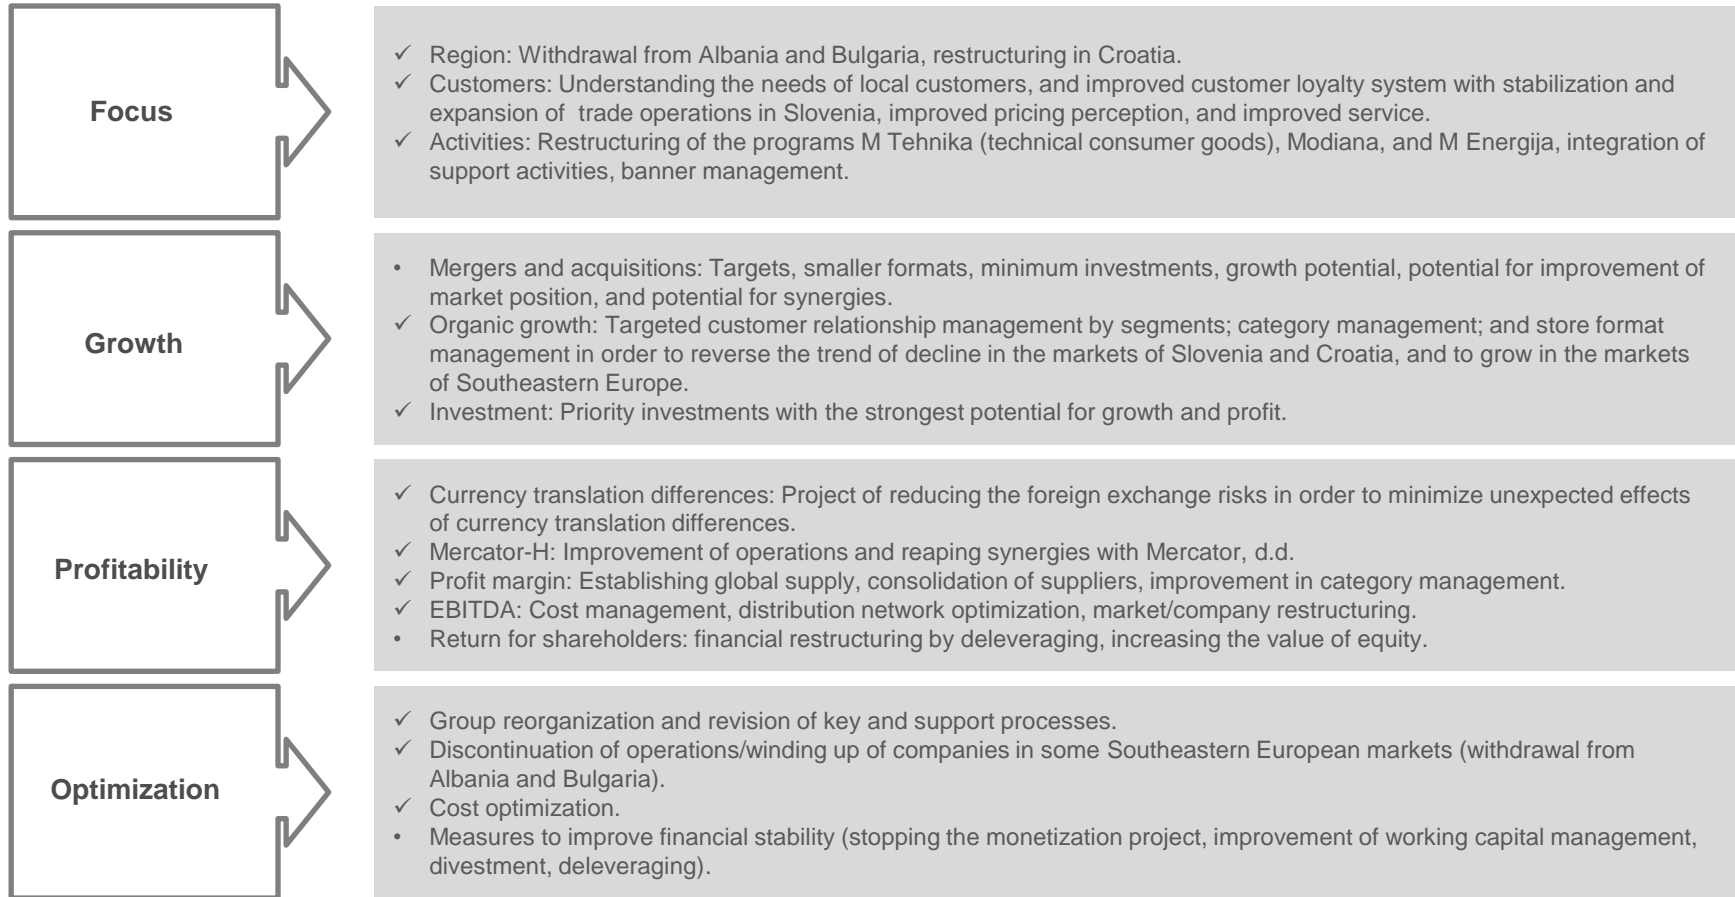 Focus
✓ Region: Withdrawal from Albania and Bulgaria, restructuring in Croatia.
✓ Customers: Understanding the needs of local customers, and improved customer loyalty system with stabilization and
expansion of  trade operations in Slovenia, improved pricing perception, and improved service.
✓ Activities: Restructuring of the programs M Tehnika (technical consumer goods), Modiana, and M Energija, integration of
support activities, banner management.
Growth
• Mergers and acquisitions: Targets, smaller formats, minimum investments, growth potential, potential for improvement of
market position, and potential for synergies.
✓ Organic growth: Targeted customer relationship management by segments; category management; and store format
management in order to reverse the trend of decline in the markets of Slovenia and Croatia, and to grow in the markets
of Southeastern Europe.
✓ Investment: Priority investments with the strongest potential for growth and profit.
Profitability
✓ Currency translation differences: Project of reducing the foreign exchange risks in order to minimize unexpected effects
of currency translation differences.
✓ Mercator-H: Improvement of operations and reaping synergies with Mercator, d.d.
✓ Profit margin: Establishing global supply, consolidation of suppliers, improvement in category management.
✓ EBITDA: Cost management, distribution network optimization, market/company restructuring.
• Return for shareholders: financial restructuring by deleveraging, increasing the value of equity.
Optimization
✓ Group reorganization and revision of key and support processes.
✓ Discontinuation of operations/winding up of companies in some Southeastern European markets (withdrawal from
Albania and Bulgaria).
✓ Cost optimization.
• Measures to improve financial stability (stopping the monetization project, improvement of working capital management,
divestment, deleveraging).